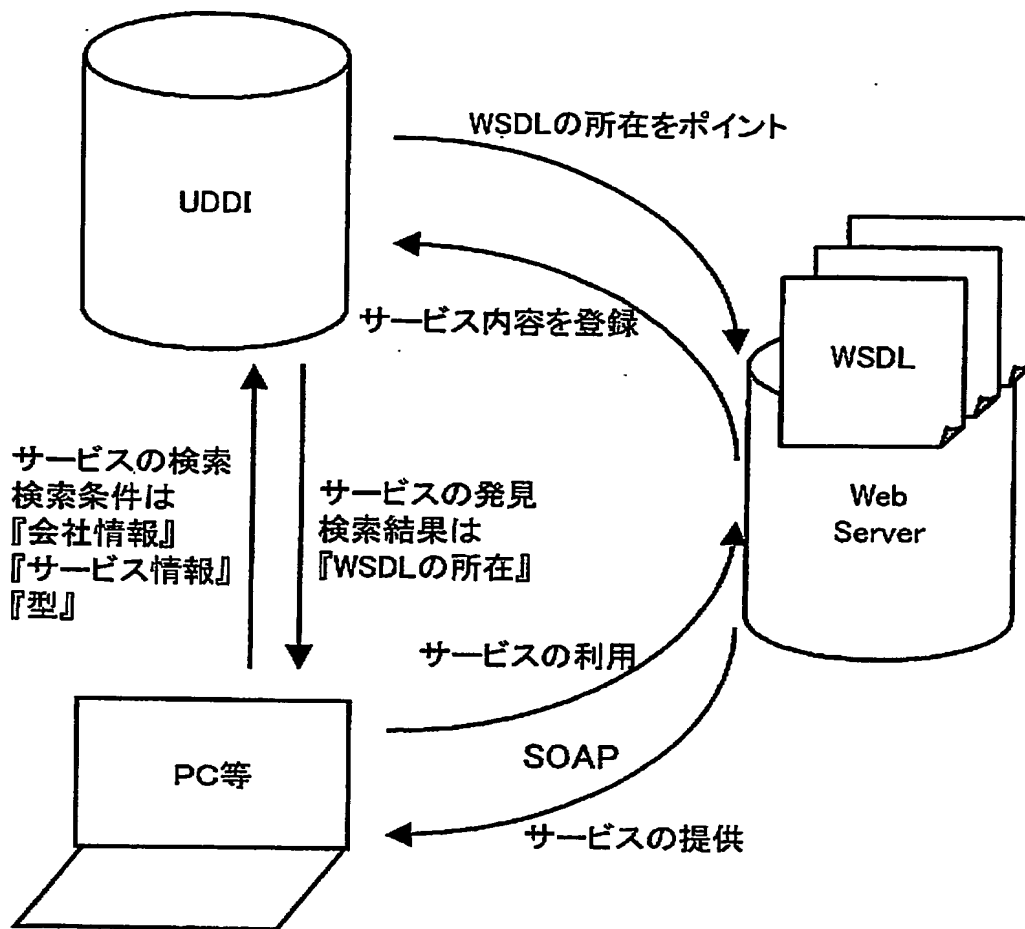 WSDLの所在をポイント
UDDI
サービス内容を登録
WSDL
サービスの検索
検索条件は
『会社情報』
『サービス情報』
『型』
サービスの発見
検索結果は
『WSDLの所在』
Web
Server
サービスの利用
SOAP
PC等
サービスの提供